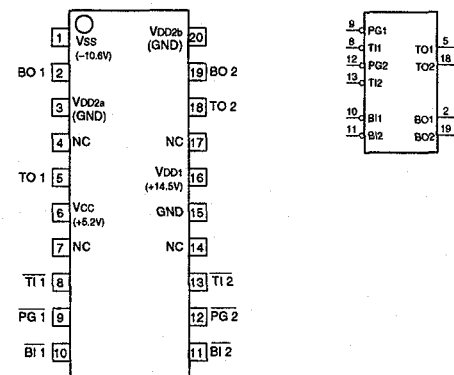 1 VSS VDD2b 20
(−10.6V) (GND)
BO 1 2 19 BO 2
3 VDD2a 18 TO 2
(GND)
4 NC NC 17
TO 1 5 VDD1 16
(+14.5V)
6 VCC GND 15
(+5.2V)
7 NC NC 14
TI 1 8 13 TI 2
PG 1 9 12 PG 2
BI 1 10 11 BI 2
9 PG1
8 TI1 TO1 5
12 PG2 TO2 18
13 TI2
10 BI1 BO1 2
11 BI2 BO2 19